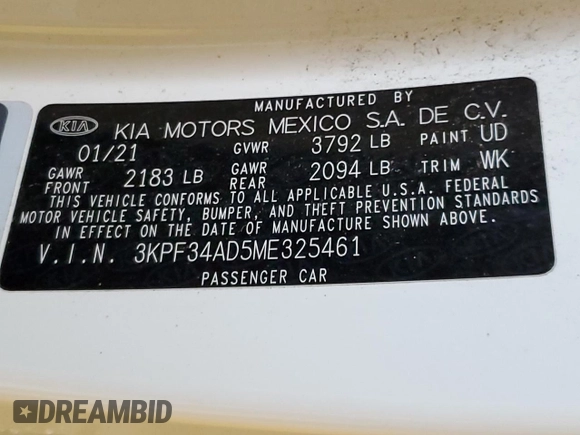 MANUFACTURED BY
KIA KIA MOTORS MEXICO S.A. DE C.V.
01/21 GVWR 3792 LB PAINT UD
GAWR FRONT 2183 LB GAWR REAR 2094 LB TRIM WK
THIS VEHICLE CONFORMS TO ALL APPLICABLE U.S.A. FEDERAL
MOTOR VEHICLE SAFETY, BUMPER, AND THEFT PREVENTION STANDARDS
IN EFFECT ON THE DATE OF MANUFACTURE SHOWN ABOVE.
V.I.N. 3KPF34AD5ME325461
PASSENGER CAR
DREAMBID